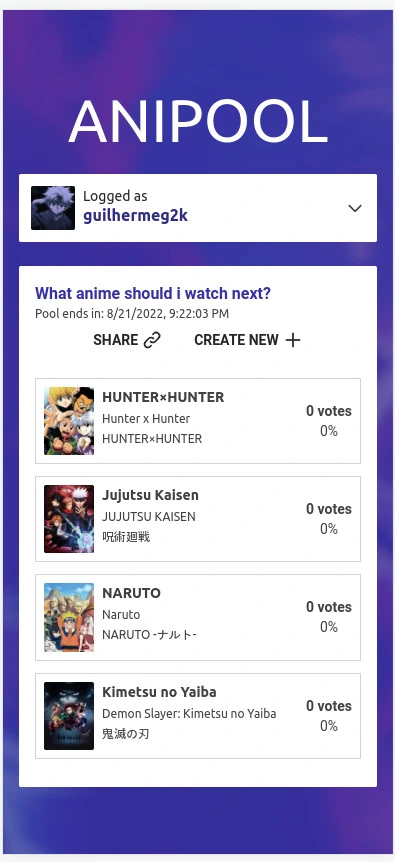 ANIPOOL
Logged as
guilhermeg2k
What anime should i watch next?
Pool ends in: 8/21/2022, 9:22:03 PM
SHARE
CREATE NEW
HUNTER×HUNTER
Hunter x Hunter
HUNTER×HUNTER
0 votes
0%
Jujutsu Kaisen
JUJUTSU KAISEN
呪術廻戦
0 votes
0%
NARUTO
Naruto
NARUTO -ナルト-
0 votes
0%
Kimetsu no Yaiba
Demon Slayer: Kimetsu no Yaiba
鬼滅の刃
0 votes
0%